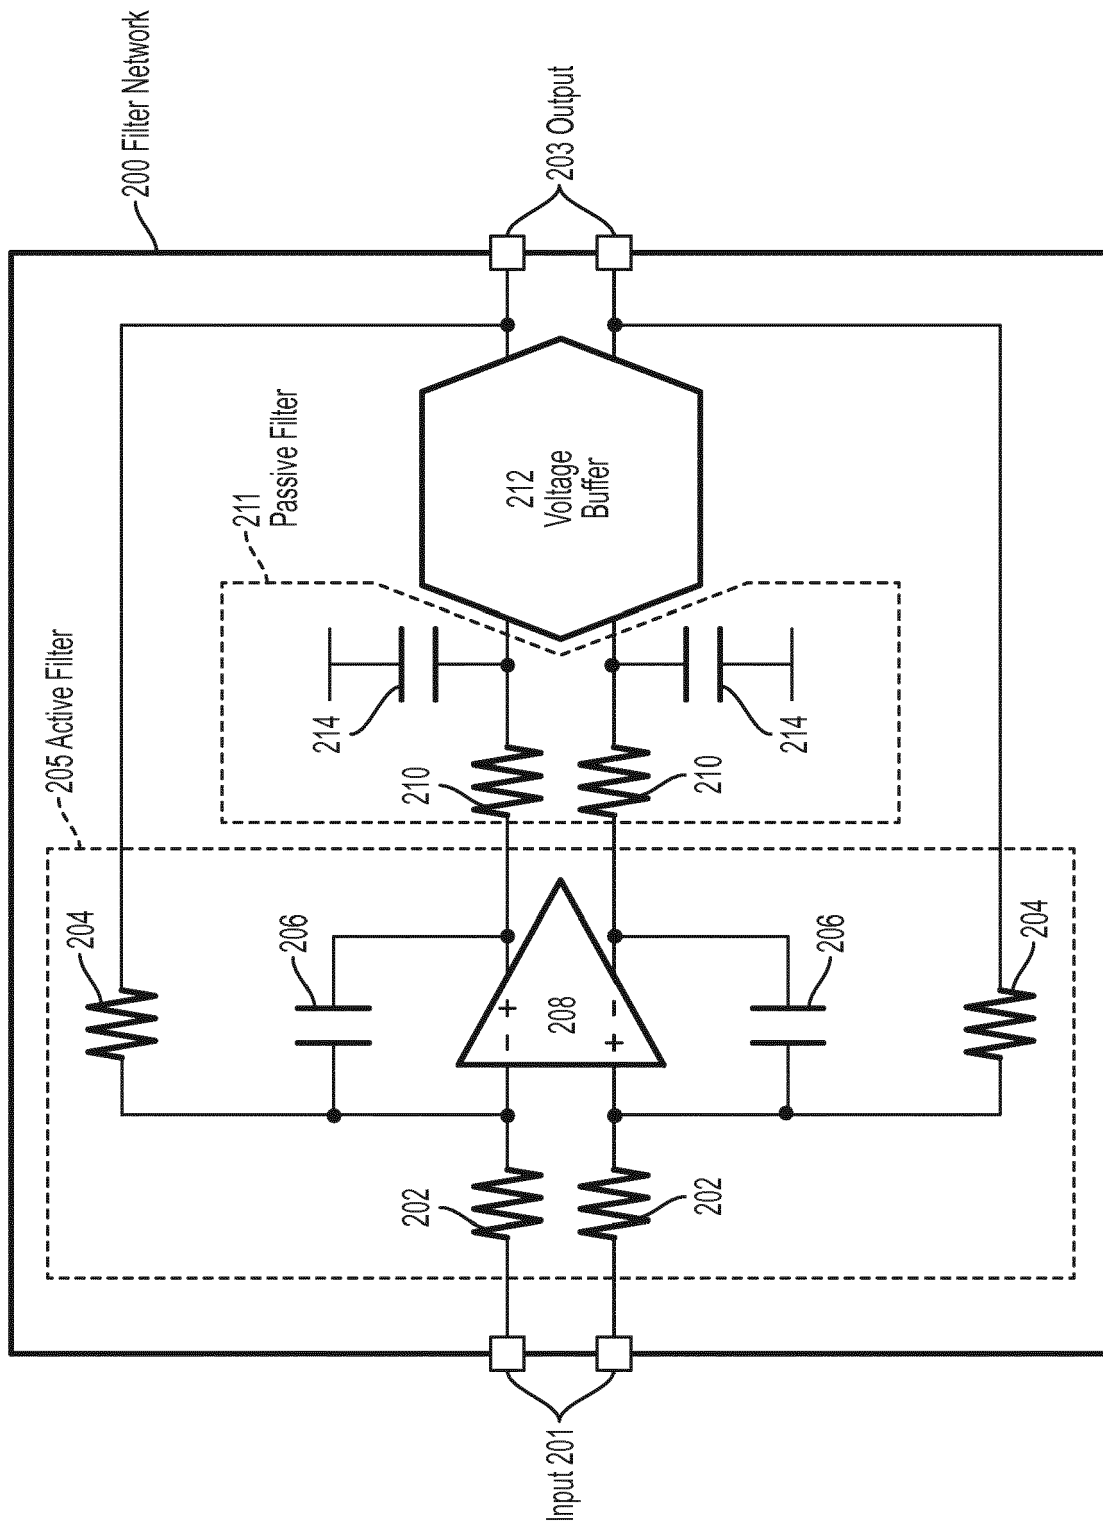 200 Filter Network
205 Active Filter
211
Passive Filter
204
206
214
210
202
Input 201
- +
208
+ -
212
Voltage
Buffer
203 Output
202
210
214
206
204